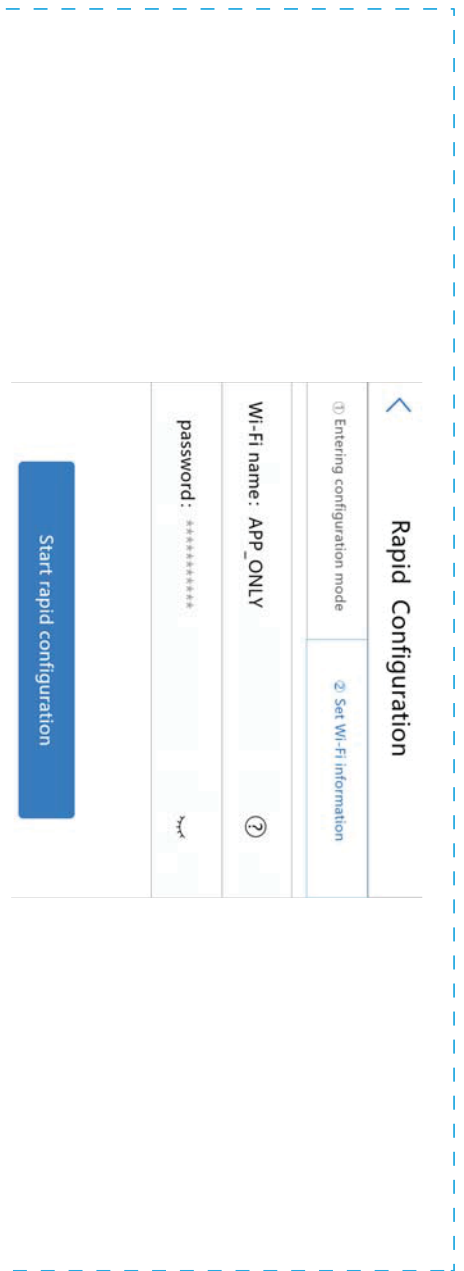 Rapid Configuration
① Entering configuration mode
② Set Wi-Fi information
Wi-Fi name: APP_ONLY
password: ***********
Start rapid configuration